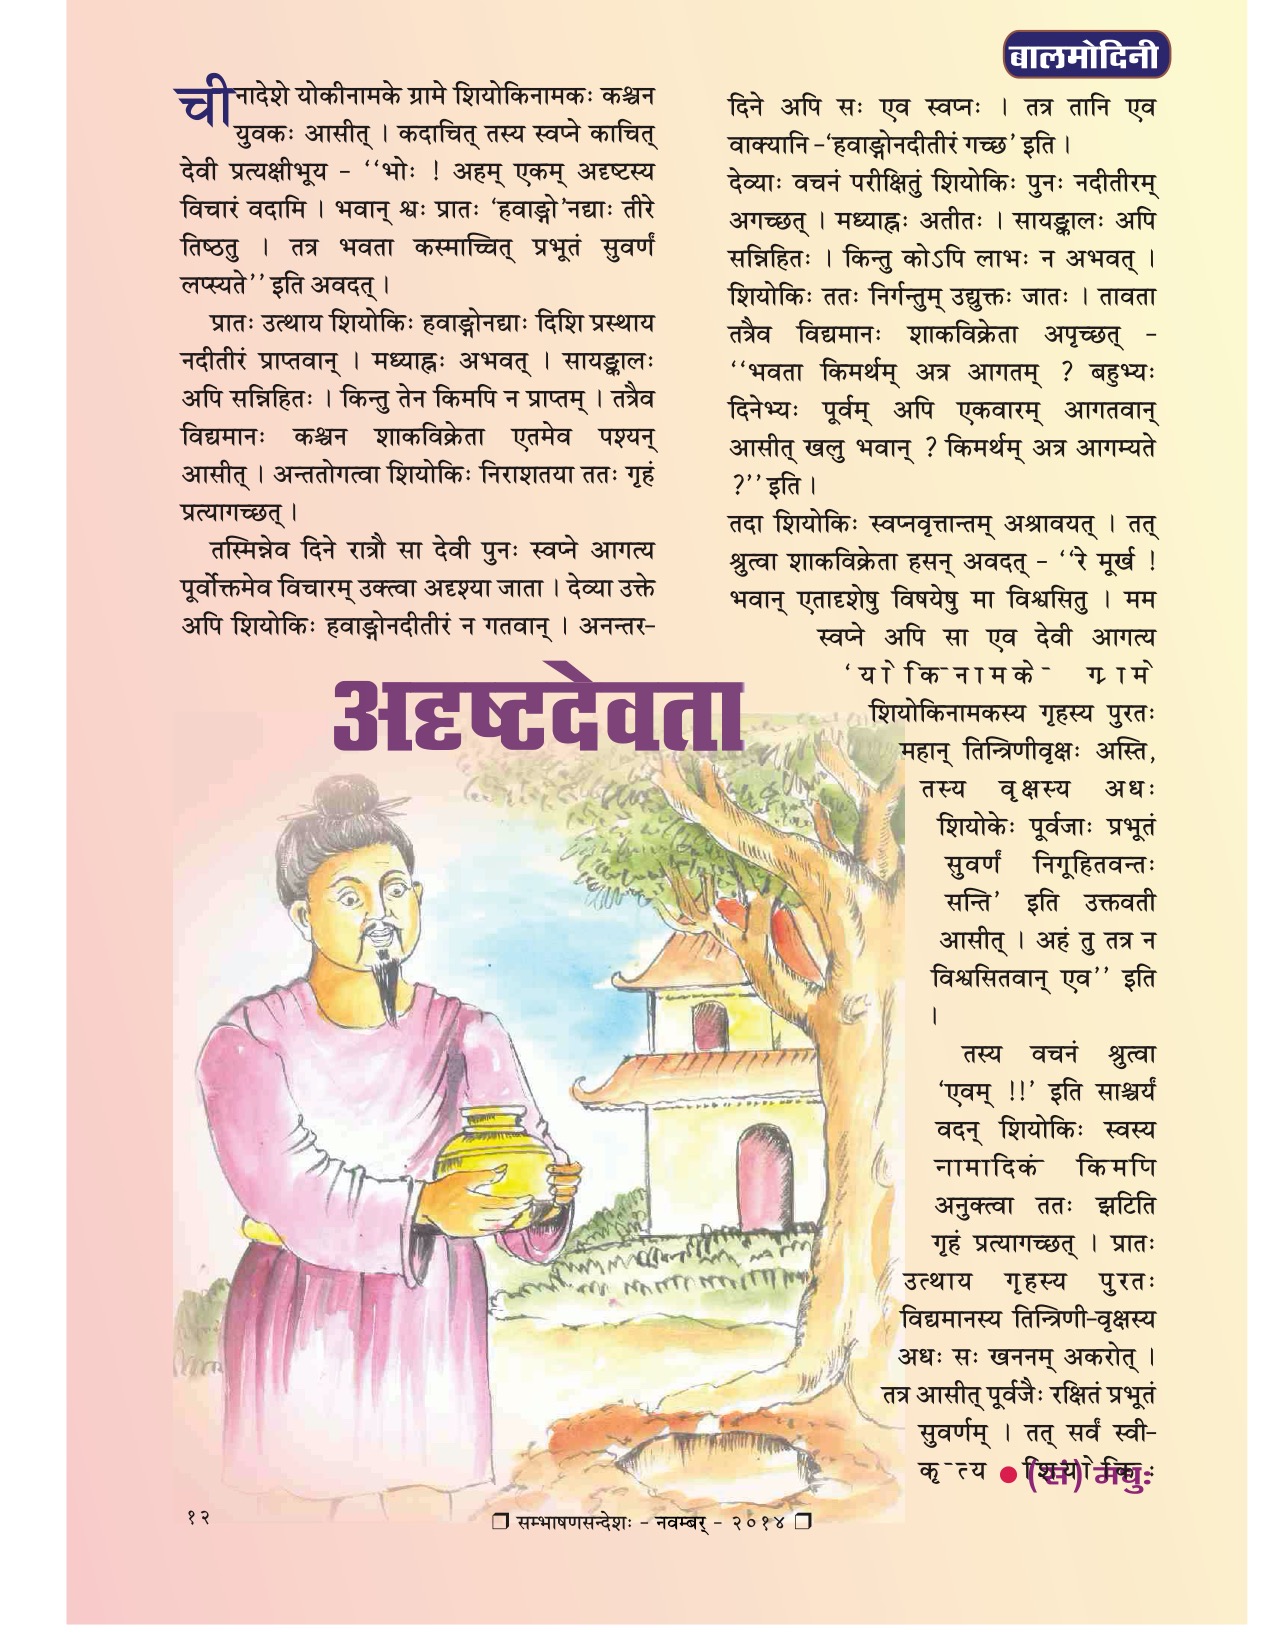 बालमोदिनी
चीनादेशे योकीनामके ग्रामे शियोकिनामकः कश्चन
युवकः आसीत् । कदाचित् तस्य स्वप्ने काचित्
देवी प्रत्यक्षीभूय – ‘‘भोः ! अहम् एकम् अदृष्टस्य
विचारं वदामि । भवान् श्वः प्रातः ‘हवाङ्गो’नद्याः तीरे
तिष्ठतु । तत्र भवता कस्माच्चित् प्रभूतं सुवर्णं
लप्स्यते’’ इति अवदत् ।
प्रातः उत्थाय शियोकिः हवाङ्गोनद्याः दिशि प्रस्थाय
नदीतीरं प्राप्तवान् । मध्याह्नः अभवत् । सायङ्कालः
अपि सन्निहितः । किन्तु तेन किमपि न प्राप्तम् । तत्रैव
विद्यमानः कश्चन शाकविक्रेता एतमेव पश्यन्
आसीत् । अन्ततोगत्वा शियोकिः निराशतया ततः गृहं
प्रत्यागच्छत् ।
तस्मिन्नेव दिने रात्रौ सा देवी पुनः स्वप्ने आगत्य
पूर्वोक्तमेव विचारम् उक्त्वा अदृश्या जाता । देव्या उक्ते
अपि शियोकिः हवाङ्गोनदीतीरं न गतवान् । अनन्तर-
दिने अपि सः एव स्वप्नः । तत्र तानि एव
वाक्यानि –‘हवाङ्गोनदीतीरं गच्छ’ इति ।
देव्याः वचनं परीक्षितुं शियोकिः पुनः नदीतीरम्
अगच्छत् । मध्याह्नः अतीतः । सायङ्कालः अपि
सन्निहितः । किन्तु कोऽपि लाभः न अभवत् ।
शियोकिः ततः निर्गन्तुम् उद्युक्तः जातः । तावता
तत्रैव विद्यमानः शाकविक्रेता अपृच्छत् –
‘‘भवता किमर्थम् अत्र आगतम् ? बहुभ्यः
दिनेभ्यः पूर्वम् अपि एकवारम् आगतवान्
आसीत् खलु भवान् ? किमर्थम् अत्र आगम्यते
?’’ इति ।
तदा शियोकिः स्वप्नवृत्तान्तम् अश्रावयत् । तत्
श्रुत्वा शाकविक्रेता हसन् अवदत् – ‘‘रे मूर्ख !
भवान् एतादृशेषु विषयेषु मा विश्वसितु । मम
स्वप्ने अपि सा एव देवी आगत्य
‘योकिनामके ग्रामे
शियोकिनामकस्य गृहस्य पुरतः
महान् तिन्त्रिणीवृक्षः अस्ति,
तस्य वृक्षस्य अधः
शियोकेः पूर्वजाः प्रभूतं
सुवर्णं निगूहितवन्तः
सन्ति’ इति उक्तवती
आसीत् । अहं तु तत्र न
विश्वसितवान् एव’’ इति
।
तस्य वचनं श्रुत्वा
‘एवम् !!’ इति साश्चर्यं
वदन् शियोकिः स्वस्य
नामादिकं किमपि
अनुक्त्वा ततः झटिति
गृहं प्रत्यागच्छत् । प्रातः
उत्थाय गृहस्य पुरतः
विद्यमानस्य तिन्त्रिणी-वृक्षस्य
अधः सः खननम् अकरोत् ।
तत्र आसीत् पूर्वजैः रक्षितं प्रभूतं
सुवर्णम् । तत् सर्वं स्वी-
कृत्य शियोकिः
● (सं) मधुः
अदृष्टदेवता
१२
❒ सम्भाषणसन्देशः – नवम्बर् – २०१४ ❒